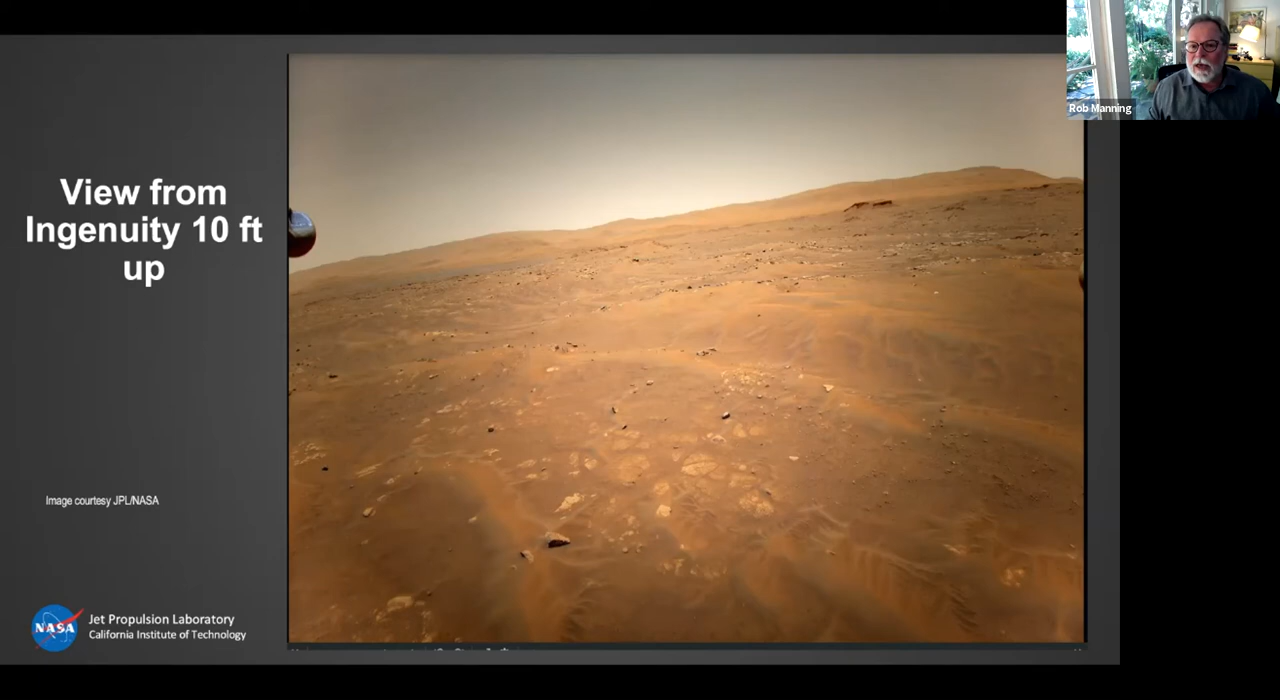 View from
Ingenuity 10 ft
up
Image courtesy JPL/NASA
NASA
Jet Propulsion Laboratory
California Institute of Technology
Rob Manning